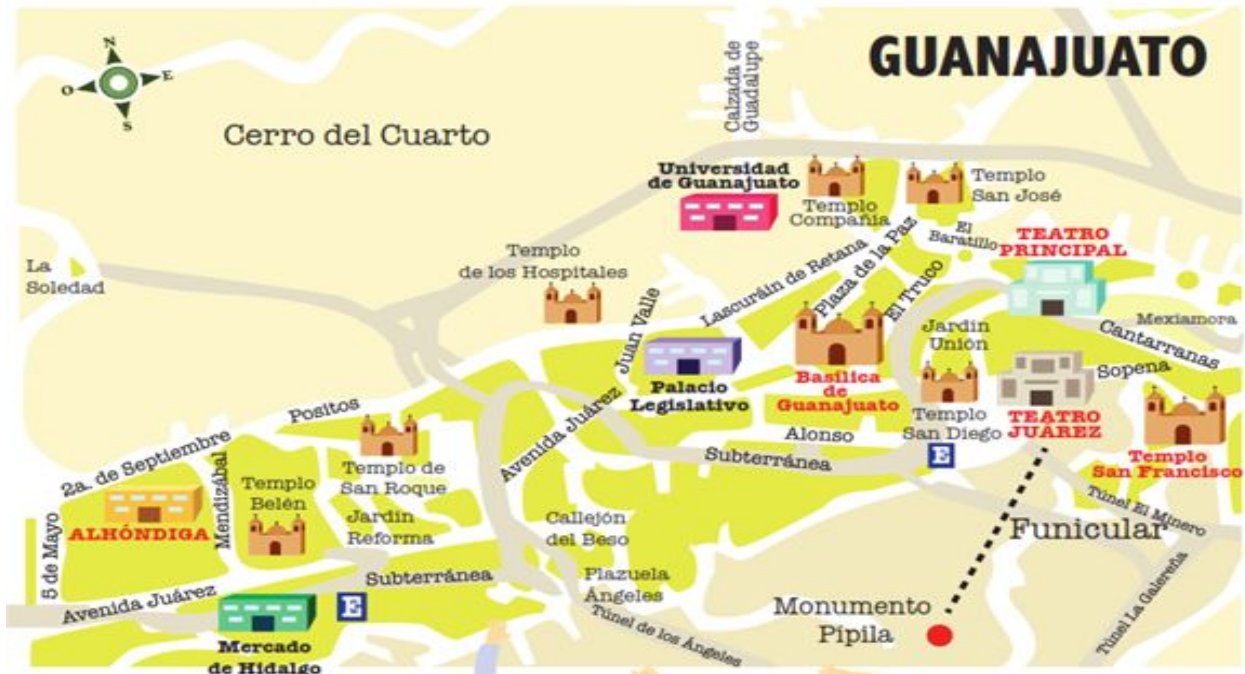 GUANAJUATO
N
O
E
S
Cerro del Cuarto
Calzada de
Guadalupe
Universidad
de Guanajuato
Templo
Compañia
Templo
San José
El
Baratillo
TEATRO
PRINCIPAL
Templo
de los Hospitales
La
Soledad
Juan Valle
Lascuráin de Retana
Plaza de la Paz
El Truco
Jardin
Unión
Mexiamora
Cantarranas
Sopena
Palacio
Legislativo
Basílica
de
Guanajuato
Templo
San Diego
TEATRO
JUÁREZ
Templo
San Francisco
Positos
Avenida Juárez
Alonso
Subterránea
E
2a. de Septiembre
Mendizábal
Templo de
San Roque
Templo
Belén
ALHÓNDIGA
Jardin
Reforma
Callejón
del Beso
Túnel El Minero
Funicular
5 de Mayo
Avenida Juárez
Subterránea
E
Plazuela
Ángeles
Túnel de los Ángeles
Monumento
Pípila
Túnel La Galereña
Mercado
de Hidalgo